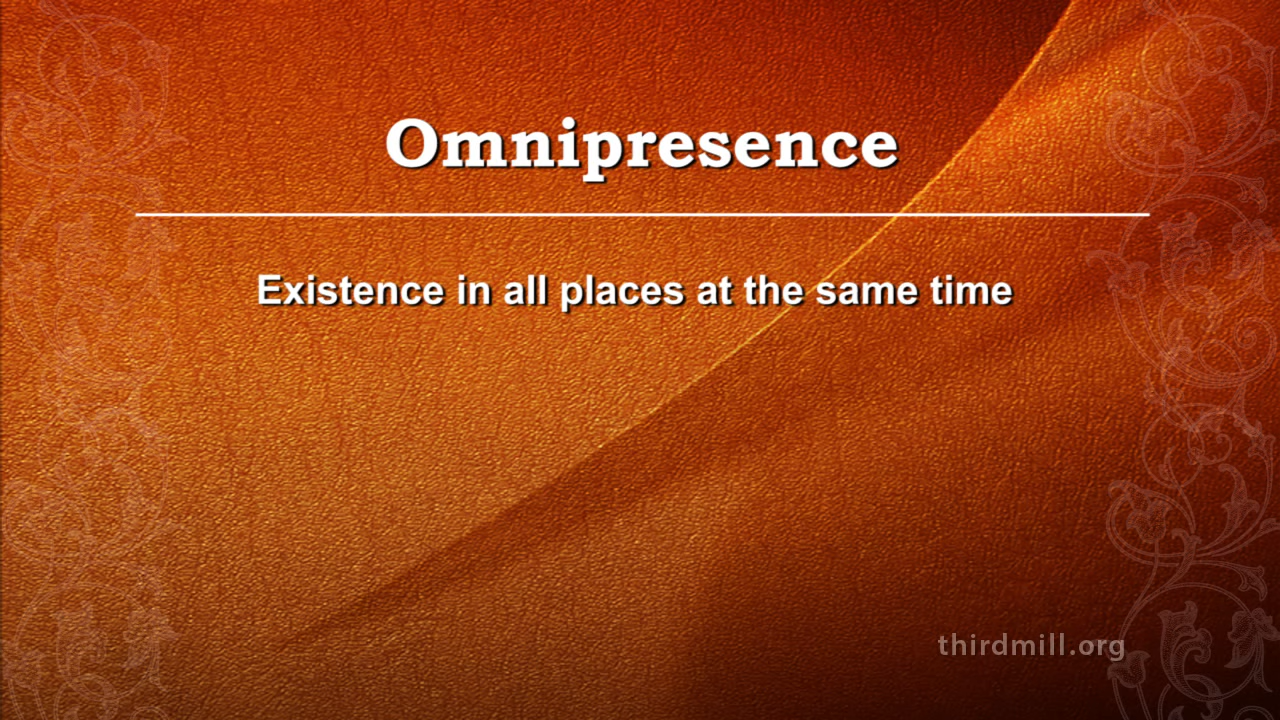 Omnipresence
Existence in all places at the same time
thirdmill.org